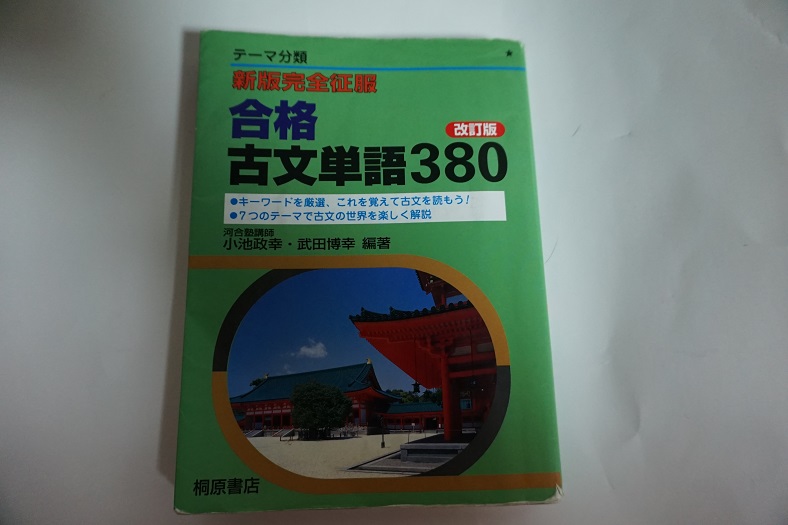 テーマ分類
★
新版完全征服
合格
改訂版
古文単語380
●キーワードを厳選、これを覚えて古文を読もう!
●7つのテーマで古文の世界を楽しく解説
河合塾講師
小池政幸・武田博幸 編著
桐原書店